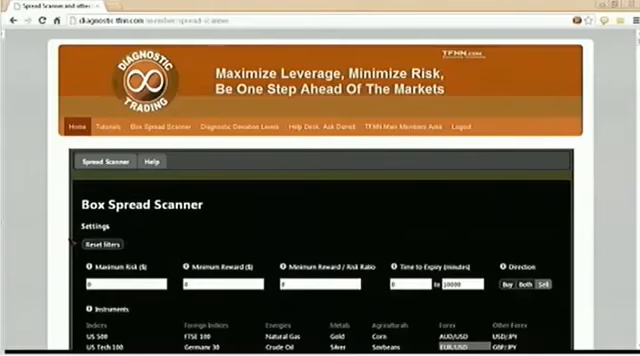 Spread Scanner and other
diagnostic.tfnn.com
DIAGNOSTIC
TRADING
TFNN.COM
Maximize Leverage, Minimize Risk,
Be One Step Ahead Of The Markets
Home Tutorials Box Spread Scanner Diagnostic Deviation Levels Help Desk: Ask Daniel TFNN Main Members Area Logout
Spread Scanner Help
Box Spread Scanner
Settings
Reset filters
Maximum Risk ($) Minimum Reward ($) Minimum Reward / Risk Ratio Time to Expiry (minutes) Direction
0 0 0 0 to 10000 Buy Both Sell
Instruments
Indices Foreign Indices Energies Metals Agriculturals Forex Other Forex
US 500 FTSE 100 Natural Gas Gold Corn AUD/USD USD/JPY
US Tech 100 Germany 30 Crude Oil Silver Soybeans EUR/USD GBP/JPY